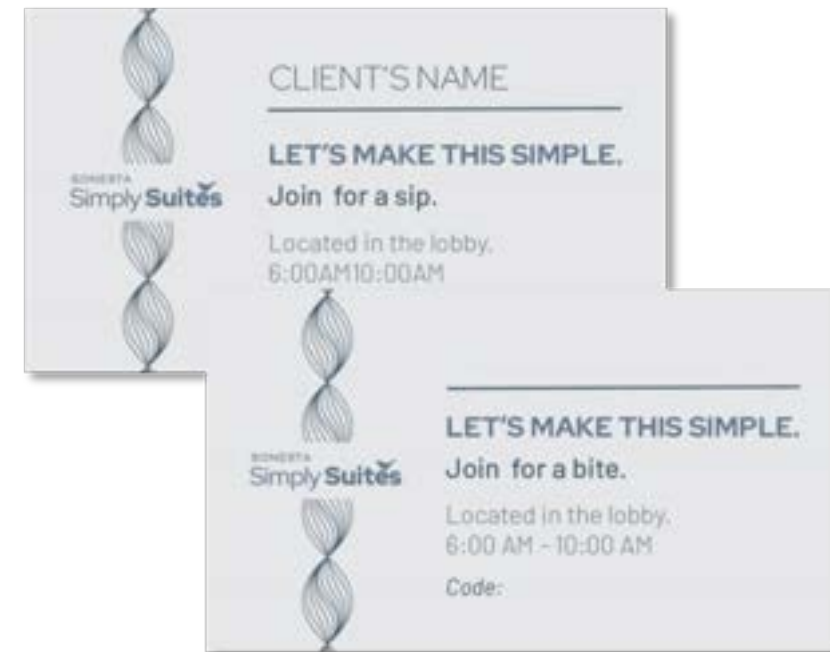 CLIENT'S NAME
LET'S MAKE THIS SIMPLE.
SONESTA
Simply Suites
Join for a sip.
Located in the lobby.
6:00AM10:00AM
LET'S MAKE THIS SIMPLE.
SONESTA
Simply Suites
Join for a bite.
Located in the lobby.
6:00 AM - 10:00 AM
Code: